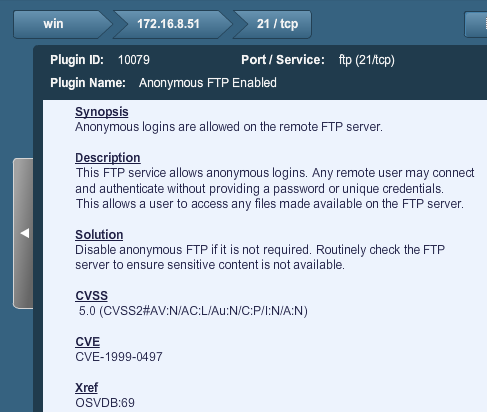 win 172.16.8.51 21 / tcp
Plugin ID: 10079 Port / Service: ftp (21/tcp)
Plugin Name: Anonymous FTP Enabled
Synopsis
Anonymous logins are allowed on the remote FTP server.
Description
This FTP service allows anonymous logins. Any remote user may connect
and authenticate without providing a password or unique credentials.
This allows a user to access any files made available on the FTP server.
Solution
Disable anonymous FTP if it is not required. Routinely check the FTP
server to ensure sensitive content is not available.
CVSS
5.0 (CVSS2#AV:N/AC:L/Au:N/C:P/I:N/A:N)
CVE
CVE-1999-0497
Xref
OSVDB:69